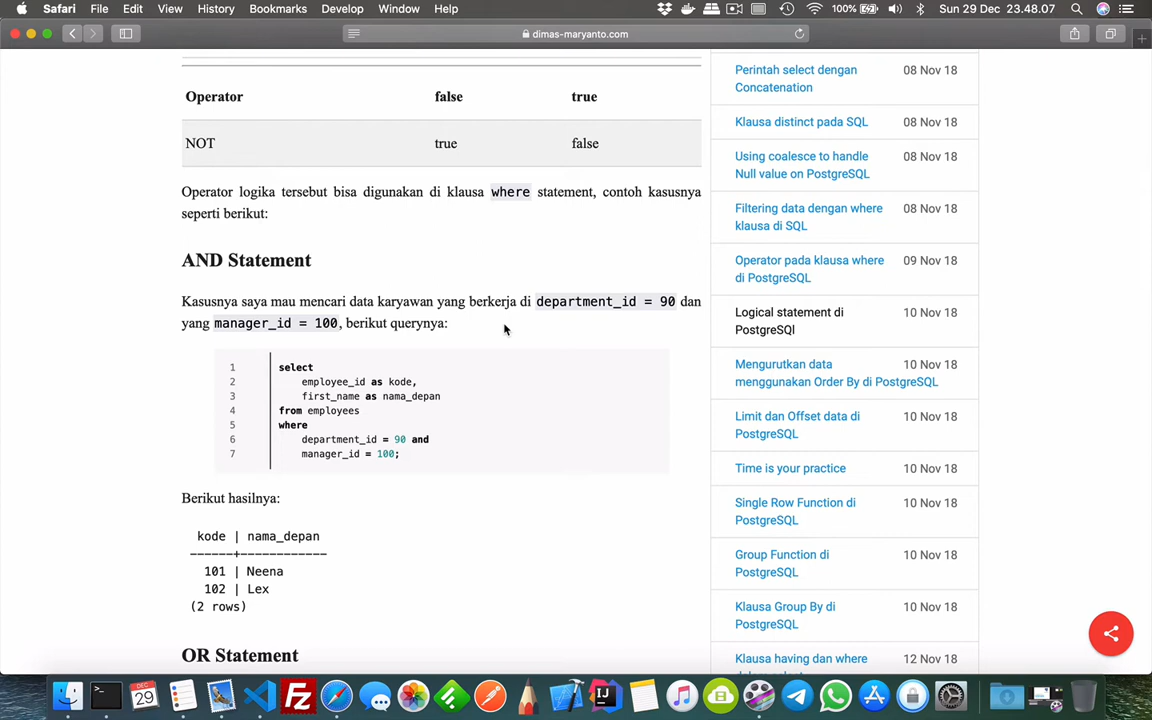 Safari File Edit View History Bookmarks Develop Window Help 100% Sun 29 Dec 23.48.07
dimas-maryanto.com
Operator false true
NOT true false
Operator logika tersebut bisa digunakan di klausa where statement, contoh kasusnya
seperti berikut:
AND Statement
Kasusnya saya mau mencari data karyawan yang berkerja di department_id = 90 dan
yang manager_id = 100, berikut querynya:
1 select
2 employee_id as kode,
3 first_name as nama_depan
4 from employees
5 where
6 department_id = 90 and
7 manager_id = 100;
Berikut hasilnya:
kode | nama_depan
------+------------
101 | Neena
102 | Lex
(2 rows)
OR Statement
Perintah select dengan 08 Nov 18
Concatenation
Klausa distinct pada SQL 08 Nov 18
Using coalesce to handle 08 Nov 18
Null value on PostgreSQL
Filtering data dengan where 08 Nov 18
klausa di SQL
Operator pada klausa where 09 Nov 18
di PostgreSQL
Logical statement di 10 Nov 18
PostgreSQl
Mengurutkan data 10 Nov 18
menggunakan Order By di PostgreSQL
Limit dan Offset data di 10 Nov 18
PostgreSQL
Time is your practice 10 Nov 18
Single Row Function di 10 Nov 18
PostgreSQL
Group Function di 10 Nov 18
PostgreSQL
Klausa Group By di 10 Nov 18
PostgreSQL
Klausa having dan where 12 Nov 18
DEC
29